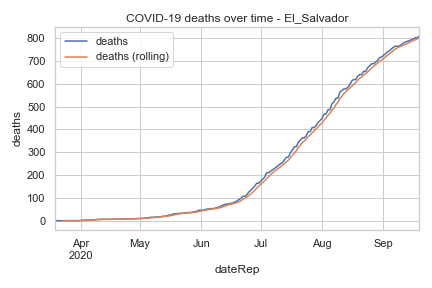 COVID-19 deaths over time - El_Salvador
deaths
deaths (rolling)
800
700
600
500
400
300
200
100
0
deaths
Apr
2020
May
Jun
Jul
Aug
Sep
dateRep